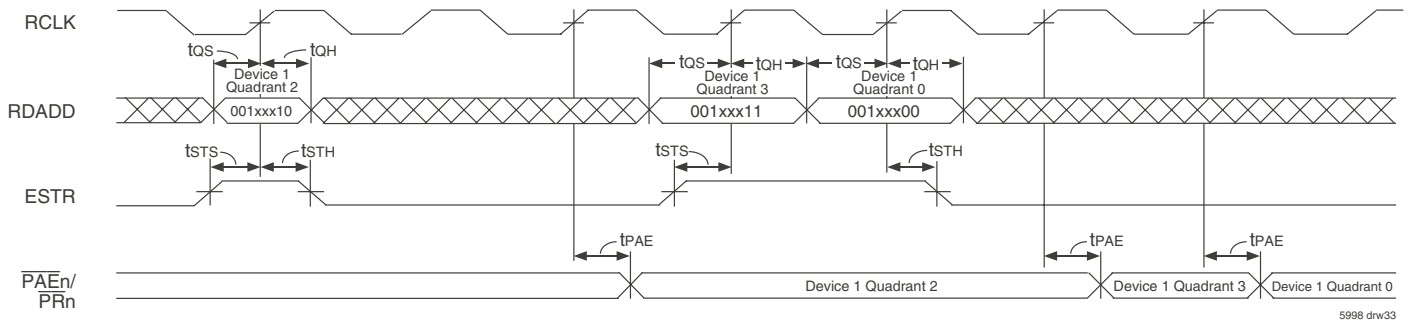 RCLK
tQS tQH
tQS tQH tQS tQH
Device 1
Quadrant 2
Device 1
Quadrant 3
Device 1
Quadrant 0
RDADD
001xxx10
001xxx11
001xxx00
tSTS tSTH
tSTS
tSTH
ESTR
tPAE
tPAE
tPAE
PAEn/
PRn
Device 1 Quadrant 2
Device 1 Quadrant 3
Device 1 Quadrant 0
5998 drw33